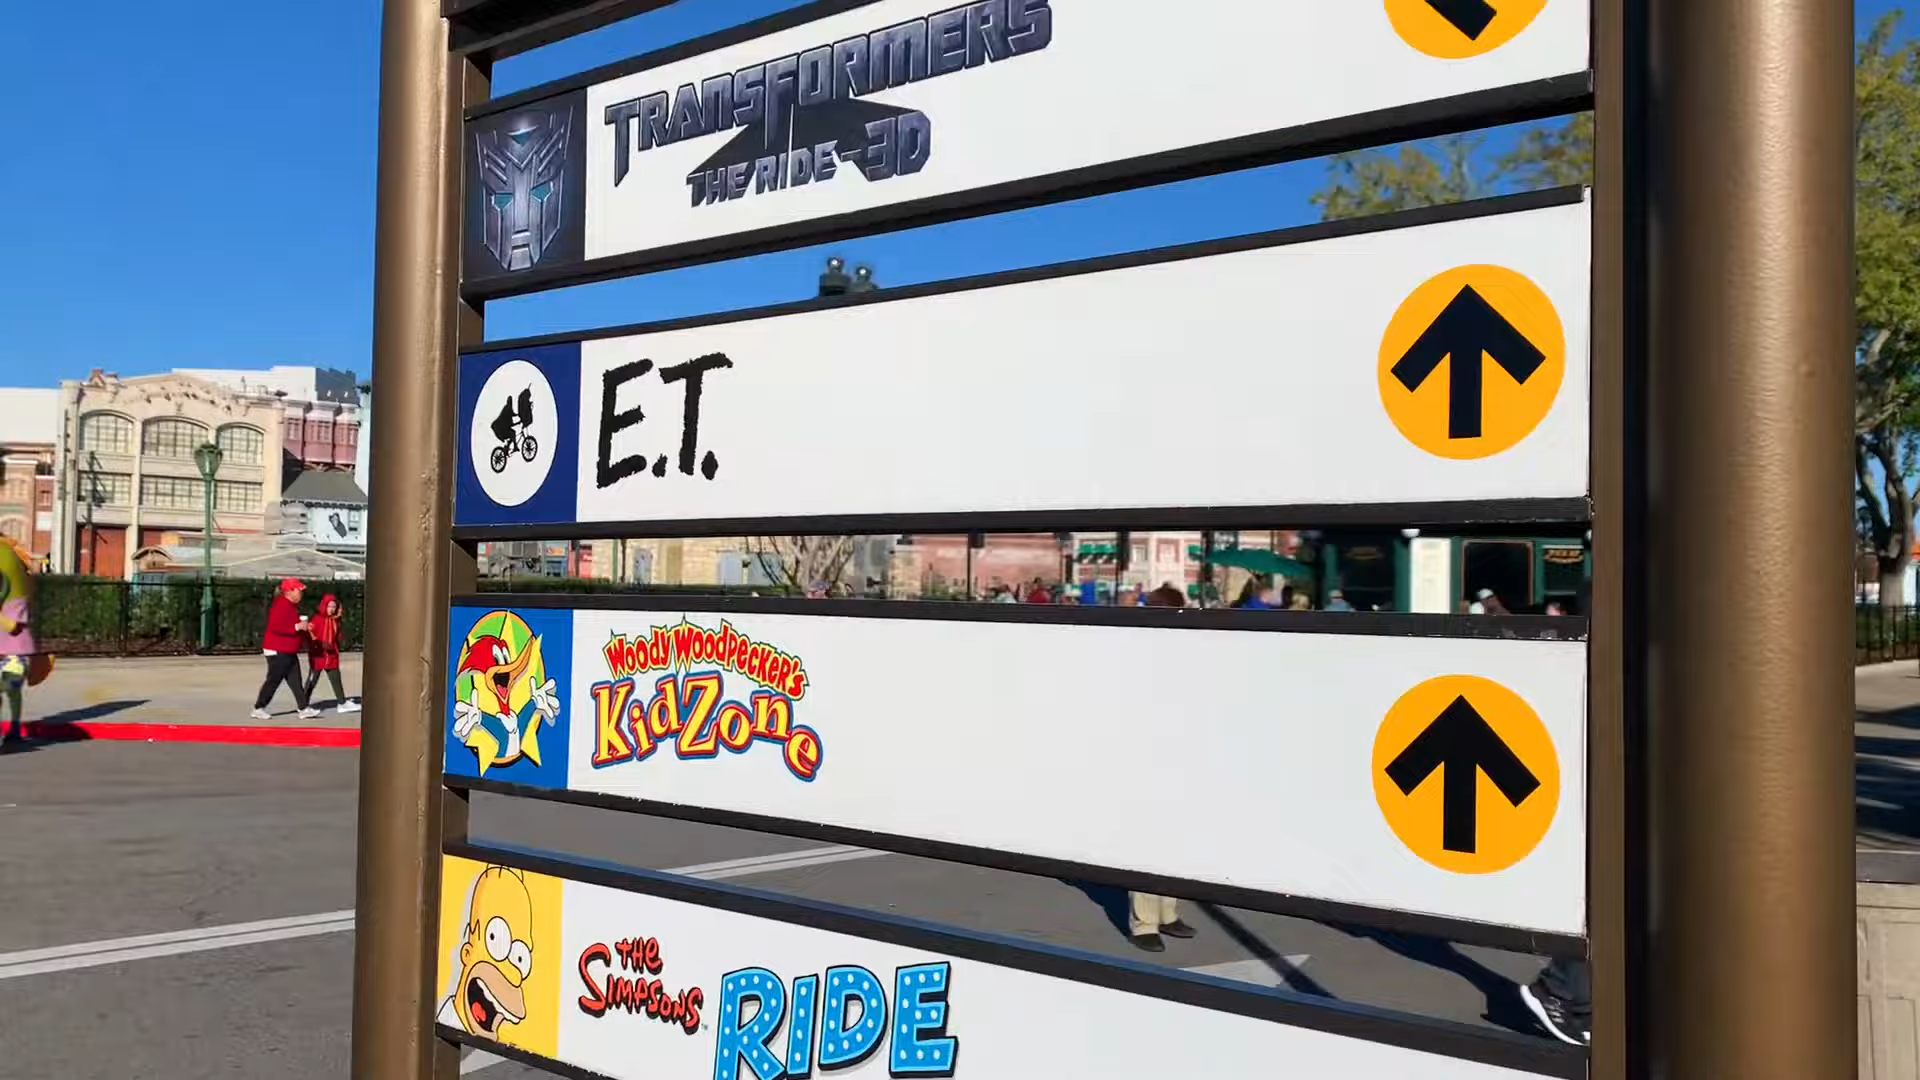 TRANSFORMERS
THE RIDE-3D
E.T.
Woody Woodpecker's
KidZone
THE
SIMPSONS
RIDE